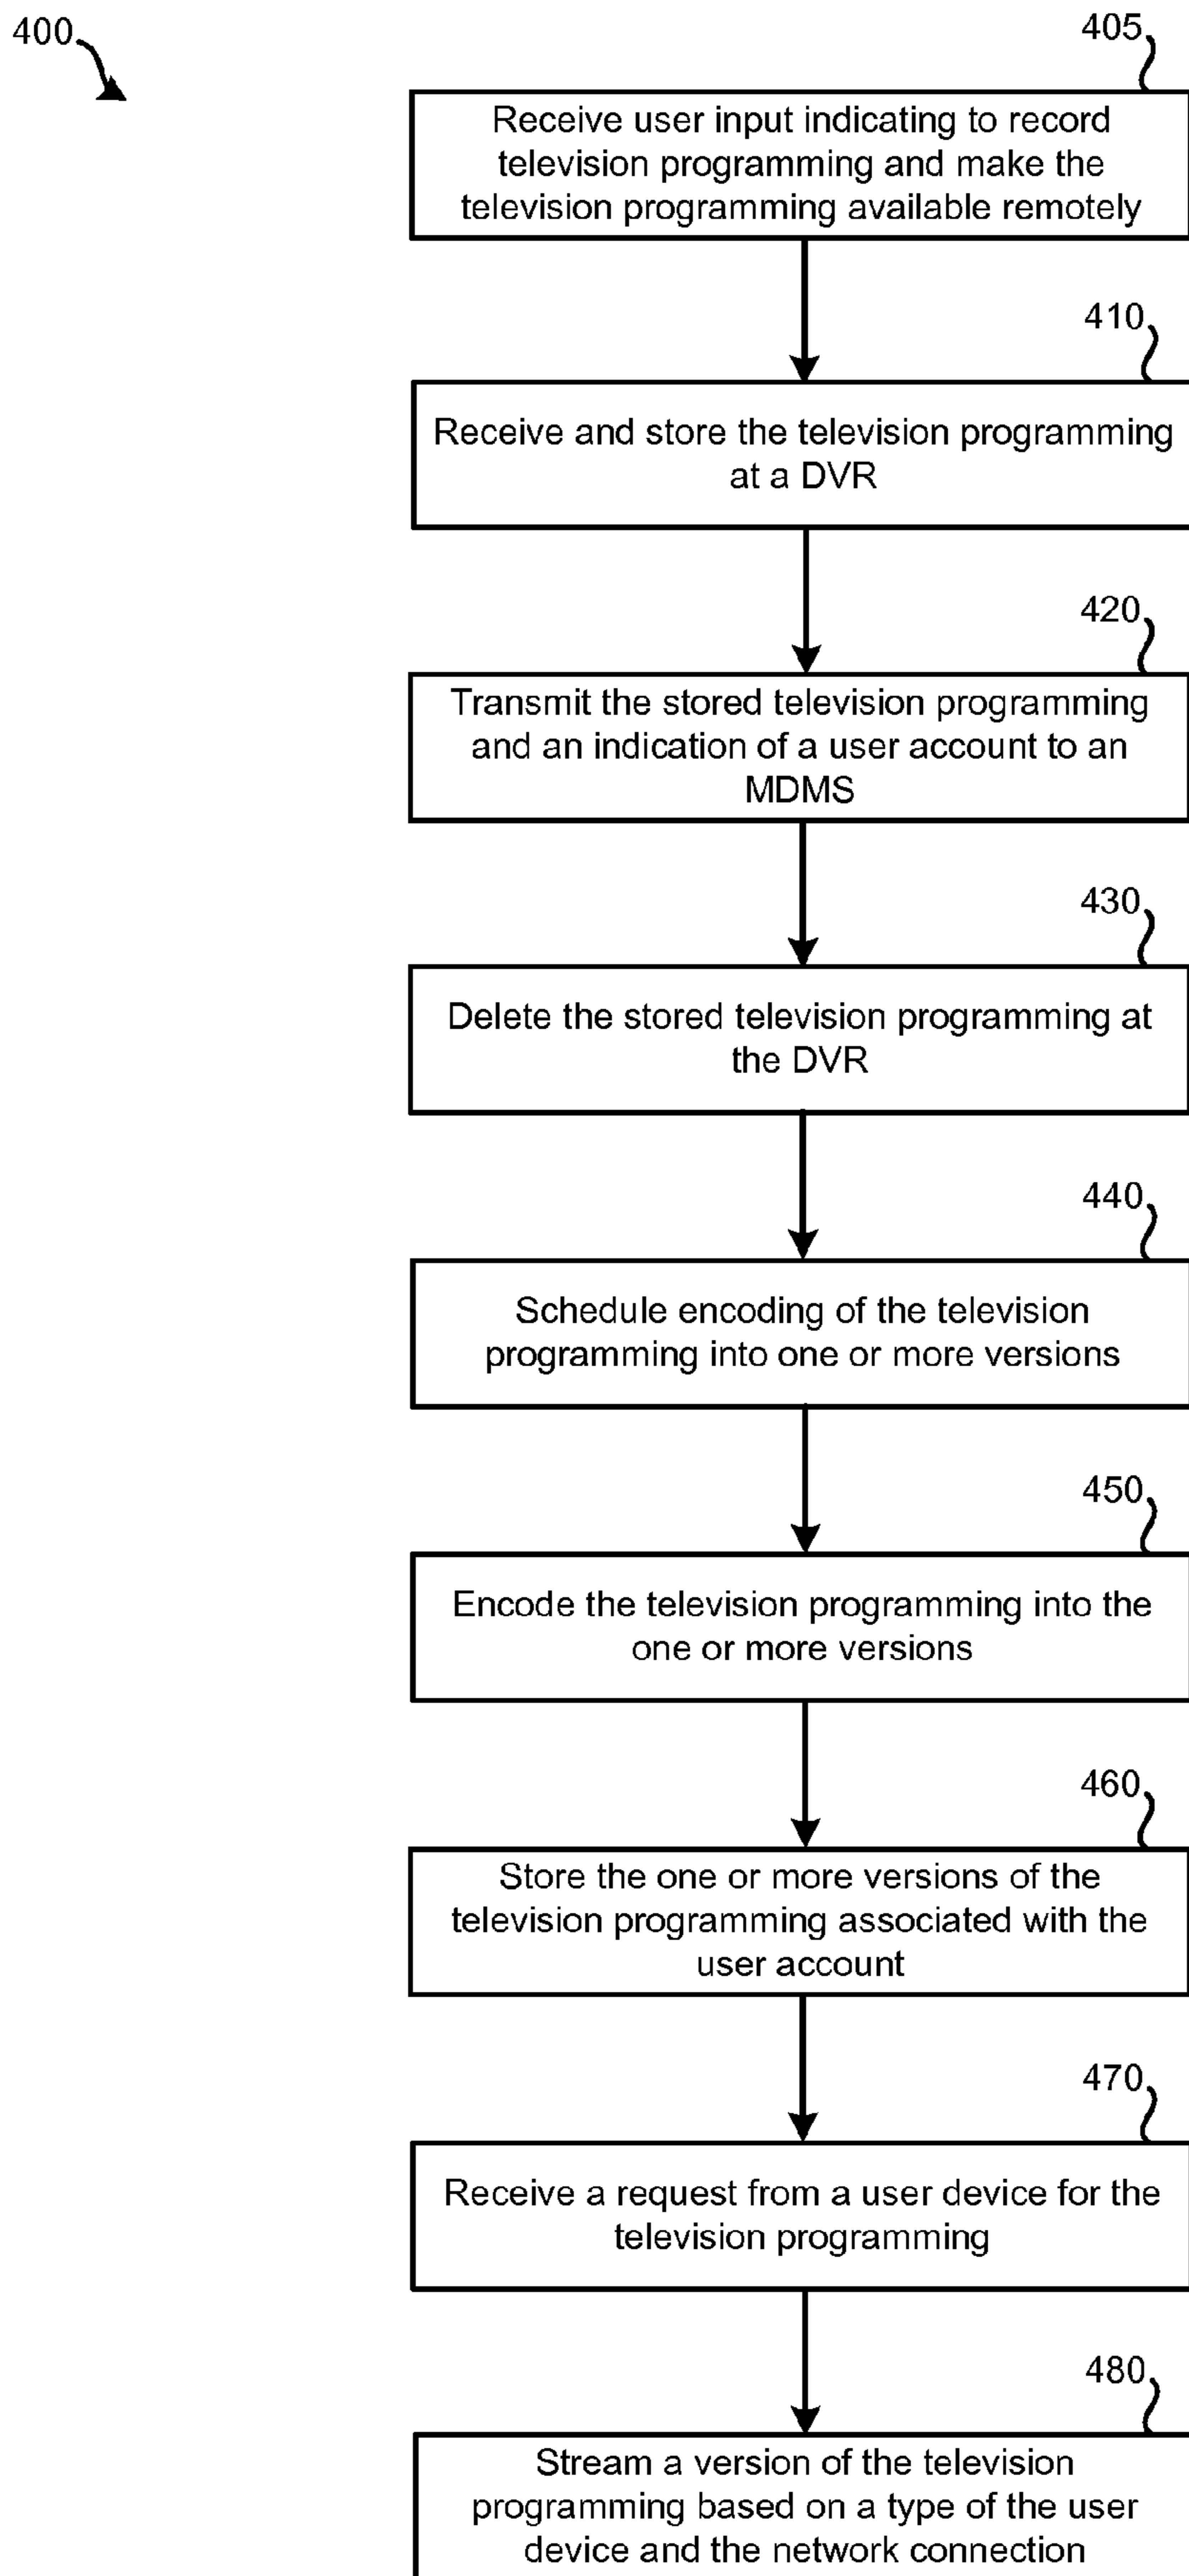 400
405
Receive user input indicating to record
television programming and make the
television programming available remotely
410
Receive and store the television programming
at a DVR
420
Transmit the stored television programming
and an indication of a user account to an
MDMS
430
Delete the stored television programming at
the DVR
440
Schedule encoding of the television
programming into one or more versions
450
Encode the television programming into the
one or more versions
460
Store the one or more versions of the
television programming associated with the
user account
470
Receive a request from a user device for the
television programming
480
Stream a version of the television
programming based on a type of the user
device and the network connection